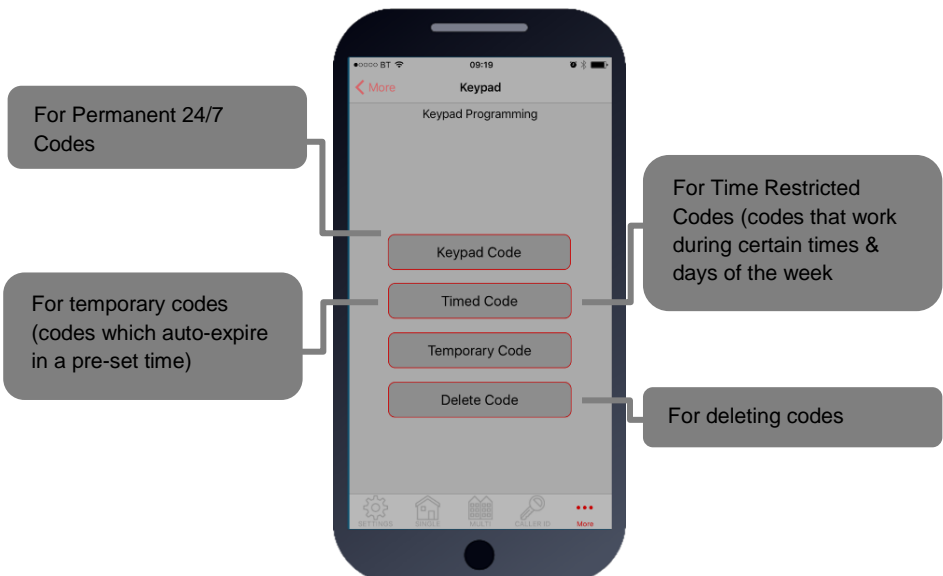 BT
09:19
More
Keypad
Keypad Programming
For Permanent 24/7
Codes
For Time Restricted
Codes (codes that work
during certain times &
days of the week
Keypad Code
For temporary codes
(codes which auto-expire
in a pre-set time)
Timed Code
Temporary Code
Delete Code
For deleting codes
SETTINGS
SINGLE
MULTI
CALLER ID
More